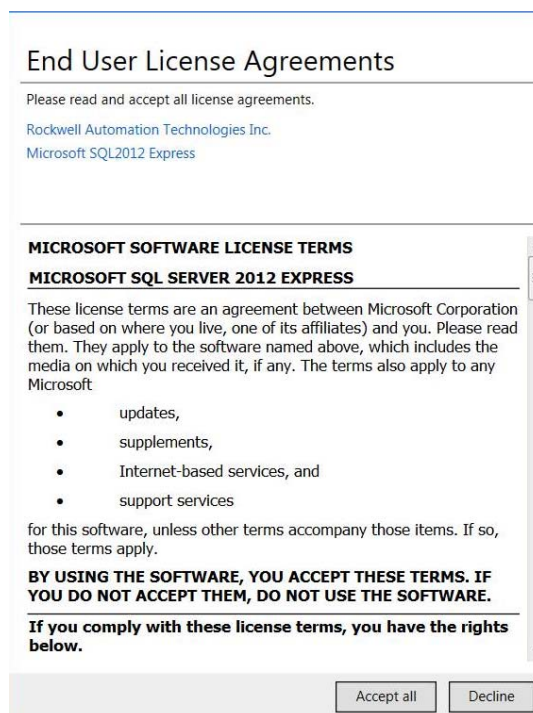 End User License Agreements
Please read and accept all license agreements.
Rockwell Automation Technologies Inc.
Microsoft SQL2012 Express
MICROSOFT SOFTWARE LICENSE TERMS
MICROSOFT SQL SERVER 2012 EXPRESS
These license terms are an agreement between Microsoft Corporation
(or based on where you live, one of its affiliates) and you. Please read
them. They apply to the software named above, which includes the
media on which you received it, if any. The terms also apply to any
Microsoft
• updates,
• supplements,
• Internet-based services, and
• support services
for this software, unless other terms accompany those items. If so,
those terms apply.
BY USING THE SOFTWARE, YOU ACCEPT THESE TERMS. IF
YOU DO NOT ACCEPT THEM, DO NOT USE THE SOFTWARE.
If you comply with these license terms, you have the rights
below.
Accept all Decline